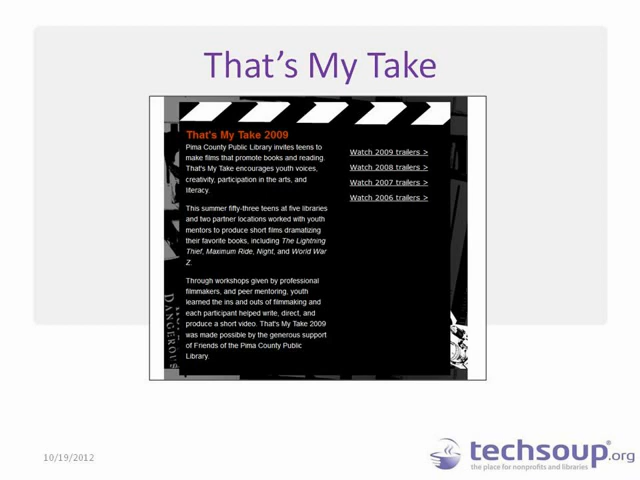 That's My Take
That's My Take 2009
Pima County Public Library invites teens to
make films that promote books and reading.
That's My Take encourages youth voices,
creativity, participation in the arts, and
literacy.
This summer fifty-three teens at five libraries
and two partner locations worked with youth
mentors to produce short films dramatizing
their favorite books, including The Lightning
Thief, Maximum Ride, Night, and World War
Z.
Through workshops given by professional
filmmakers, and peer mentoring, youth
learned the ins and outs of filmmaking and
each participant helped write, direct, and
produce a short video. That's My Take 2009
was made possible by the generous support
of Friends of the Pima County Public
Library.
Watch 2009 trailers >
Watch 2008 trailers >
Watch 2007 trailers >
Watch 2006 trailers >
DANGEROUS
10/19/2012
techsoup®.org
the place for nonprofits and libraries